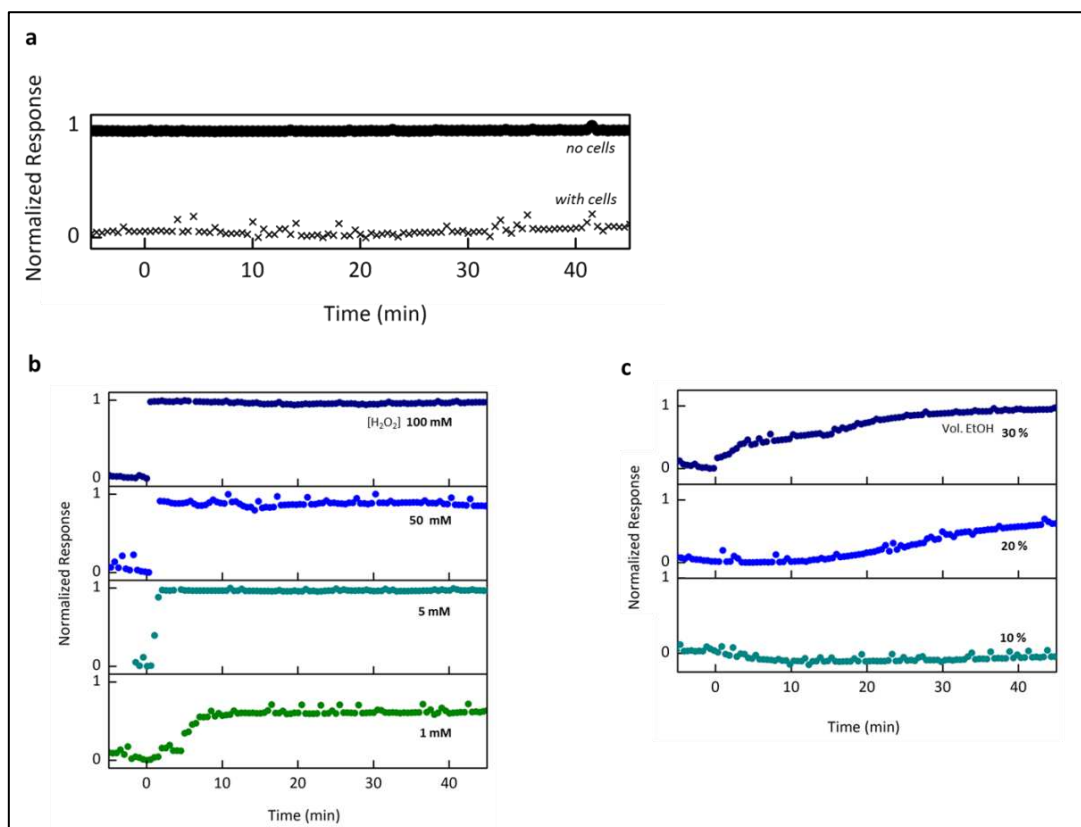 a
Normalized Response
1
0
no cells
with cells
0 10 20 30 40
Time (min)
b
Normalized Response
1
0
[H₂O₂] 100 mM
1
0
50 mM
1
0
5 mM
1
0
1 mM
0 10 20 30 40
Time (min)
c
Normalized Response
1
0
Vol. EtOH 30 %
1
0
20 %
1
0
10 %
0 10 20 30 40
Time (min)